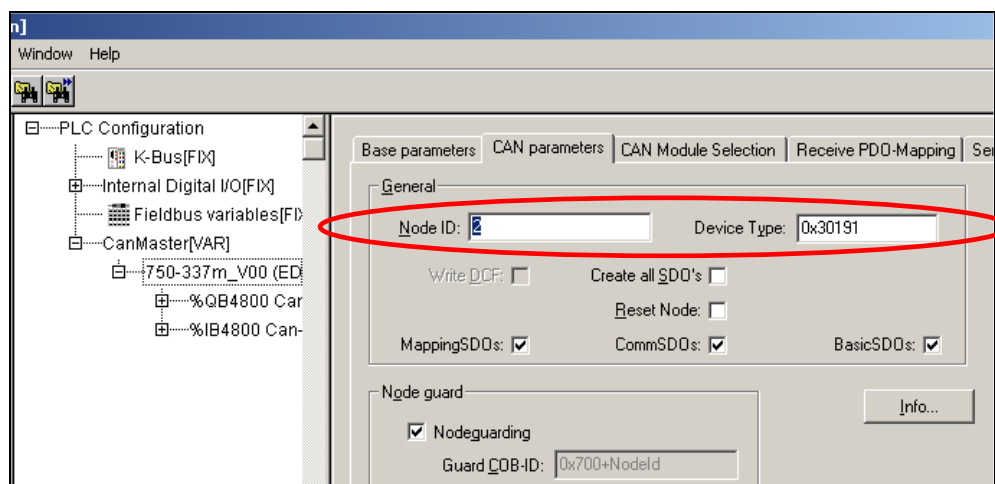 n]
Window Help
PLC Configuration
K-Bus[FIX]
Internal Digital I/O[FIX]
Fieldbus variables[FI
CanMaster[VAR]
750-337m_V00 (ED
%QB4800 Car
%IB4800 Can-
Base parameters CAN parameters CAN Module Selection Receive PDO-Mapping Ser
General
Node ID: 2 Device Type: 0x30191
Write DCF: Create all SDO's
Reset Node:
MappingSDOs: CommSDOs: BasicSDOs:
Node guard
Nodeguarding
Guard COB-ID: 0x700+NodeId
Info...